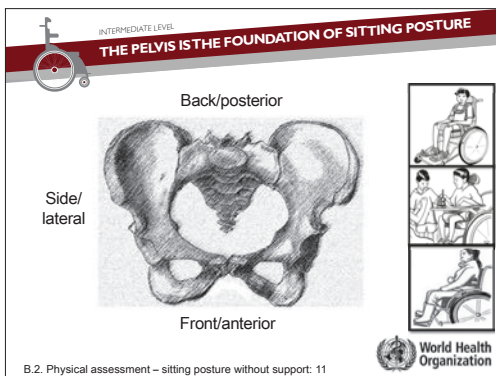 INTERMEDIATE LEVEL
THE PELVIS IS THE FOUNDATION OF SITTING POSTURE
Back/posterior
Side/
lateral
Front/anterior
World Health
Organization
B.2. Physical assessment – sitting posture without support: 11